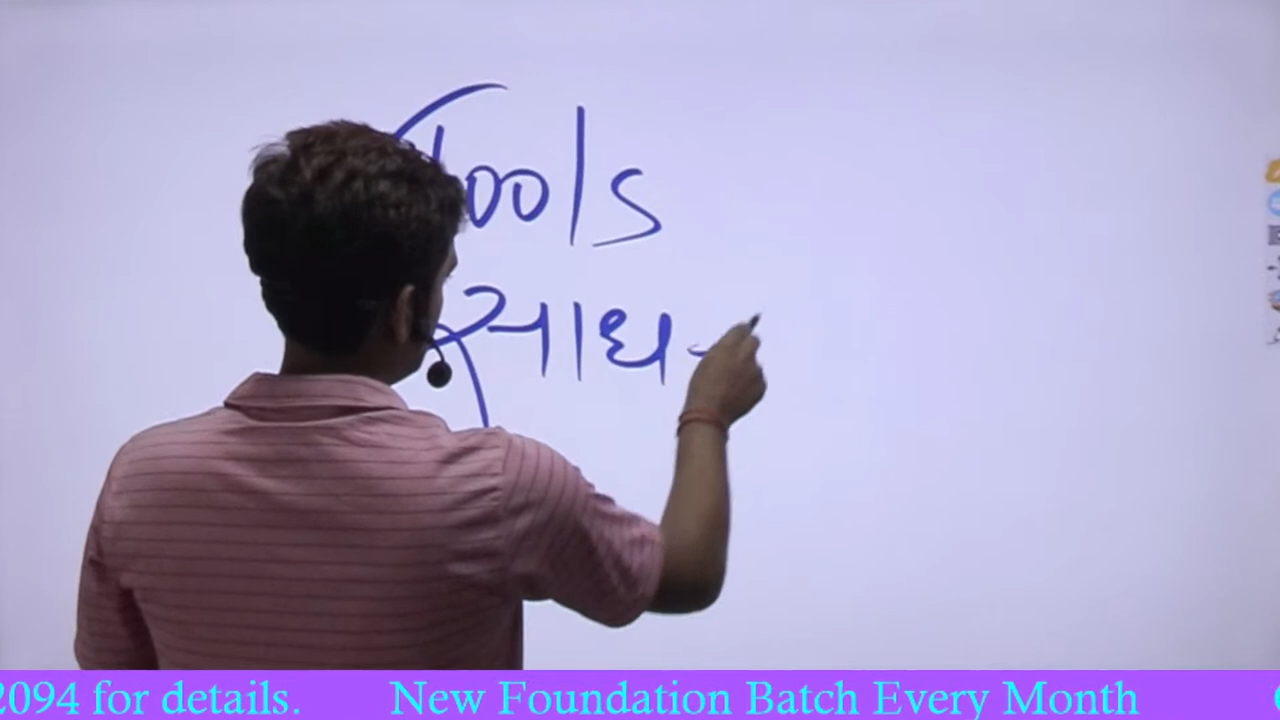 Tools
साध
2094 for details. New Foundation Batch Every Month